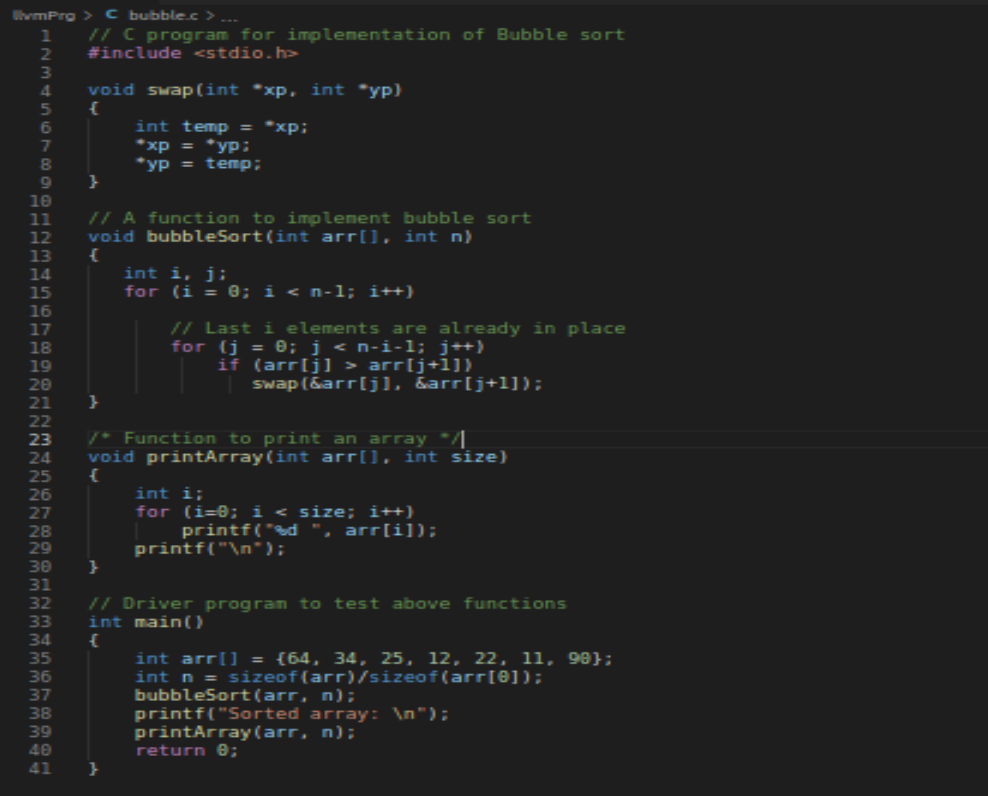 llvmPrg > C bubble.c > ...
1 // C program for implementation of Bubble sort
2 #include <stdio.h>
3
4 void swap(int *xp, int *yp)
5 {
6     int temp = *xp;
7     *xp = *yp;
8     *yp = temp;
9 }
10
11 // A function to implement bubble sort
12 void bubbleSort(int arr[], int n)
13 {
14    int i, j;
15    for (i = 0; i < n-1; i++)
16
17        // Last i elements are already in place
18        for (j = 0; j < n-i-1; j++)
19            if (arr[j] > arr[j+1])
20               swap(&arr[j], &arr[j+1]);
21 }
22
23 /* Function to print an array */
24 void printArray(int arr[], int size)
25 {
26     int i;
27     for (i=0; i < size; i++)
28         printf("%d ", arr[i]);
29     printf("\n");
30 }
31
32 // Driver program to test above functions
33 int main()
34 {
35     int arr[] = {64, 34, 25, 12, 22, 11, 90};
36     int n = sizeof(arr)/sizeof(arr[0]);
37     bubbleSort(arr, n);
38     printf("Sorted array: \n");
39     printArray(arr, n);
40     return 0;
41 }